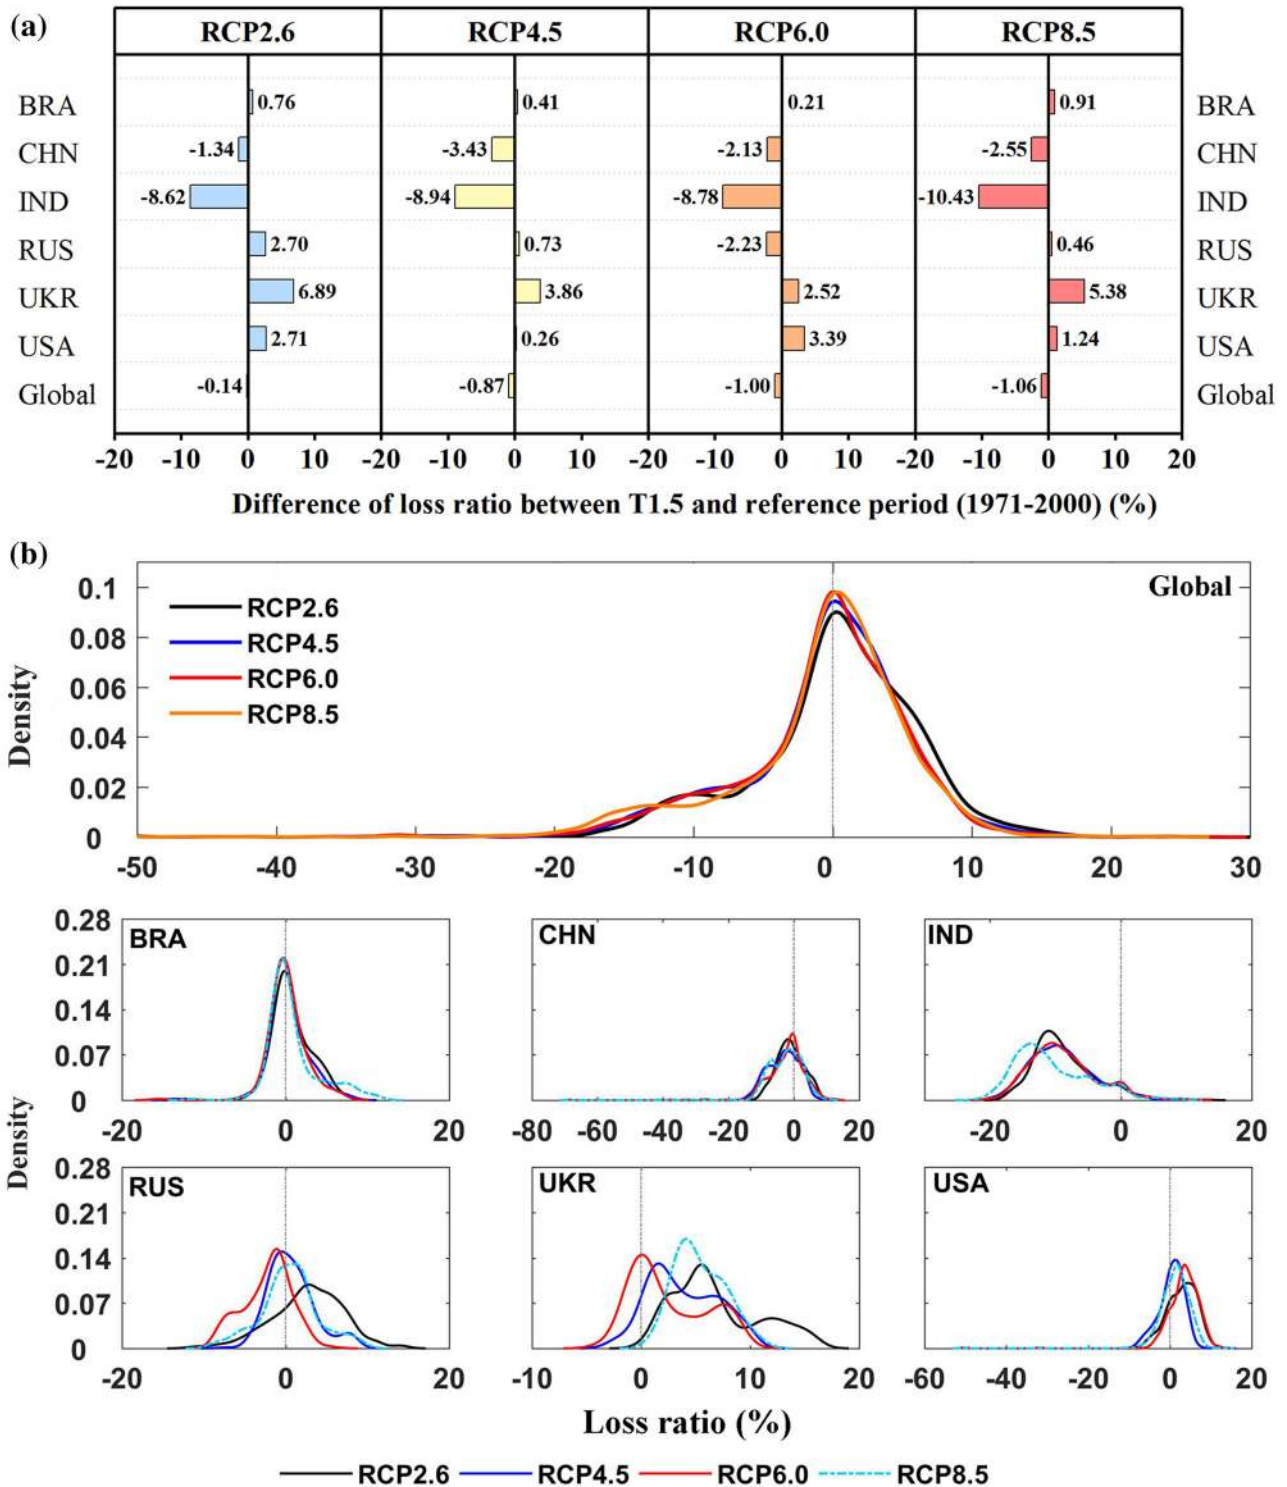 (a)
RCP2.6 RCP4.5 RCP6.0 RCP8.5
BRA 0.76 0.41 0.21 0.91 BRA
CHN -1.34 -3.43 -2.13 -2.55 CHN
IND -8.62 -8.94 -8.78 -10.43 IND
RUS 2.70 0.73 -2.23 0.46 RUS
UKR 6.89 3.86 2.52 5.38 UKR
USA 2.71 0.26 3.39 1.24 USA
Global -0.14 -0.87 -1.00 -1.06 Global
-20 -10 0 10 -20 -10 0 10 -20 -10 0 10 -20 -10 0 10 20
Difference of loss ratio between T1.5 and reference period (1971-2000) (%)
(b)
Global
RCP2.6
RCP4.5
RCP6.0
RCP8.5
Density
0.1
0.08
0.06
0.04
0.02
0
-50 -40 -30 -20 -10 0 10 20 30
BRA CHN IND
0.28
0.21
0.14
0.07
0
-20 0 20 -80 -60 -40 -20 0 20 -20 0 20
Density
RUS UKR USA
0.28
0.21
0.14
0.07
0
-20 0 20 -10 0 10 20 -60 -40 -20 0 20
Loss ratio (%)
RCP2.6 RCP4.5 RCP6.0 RCP8.5